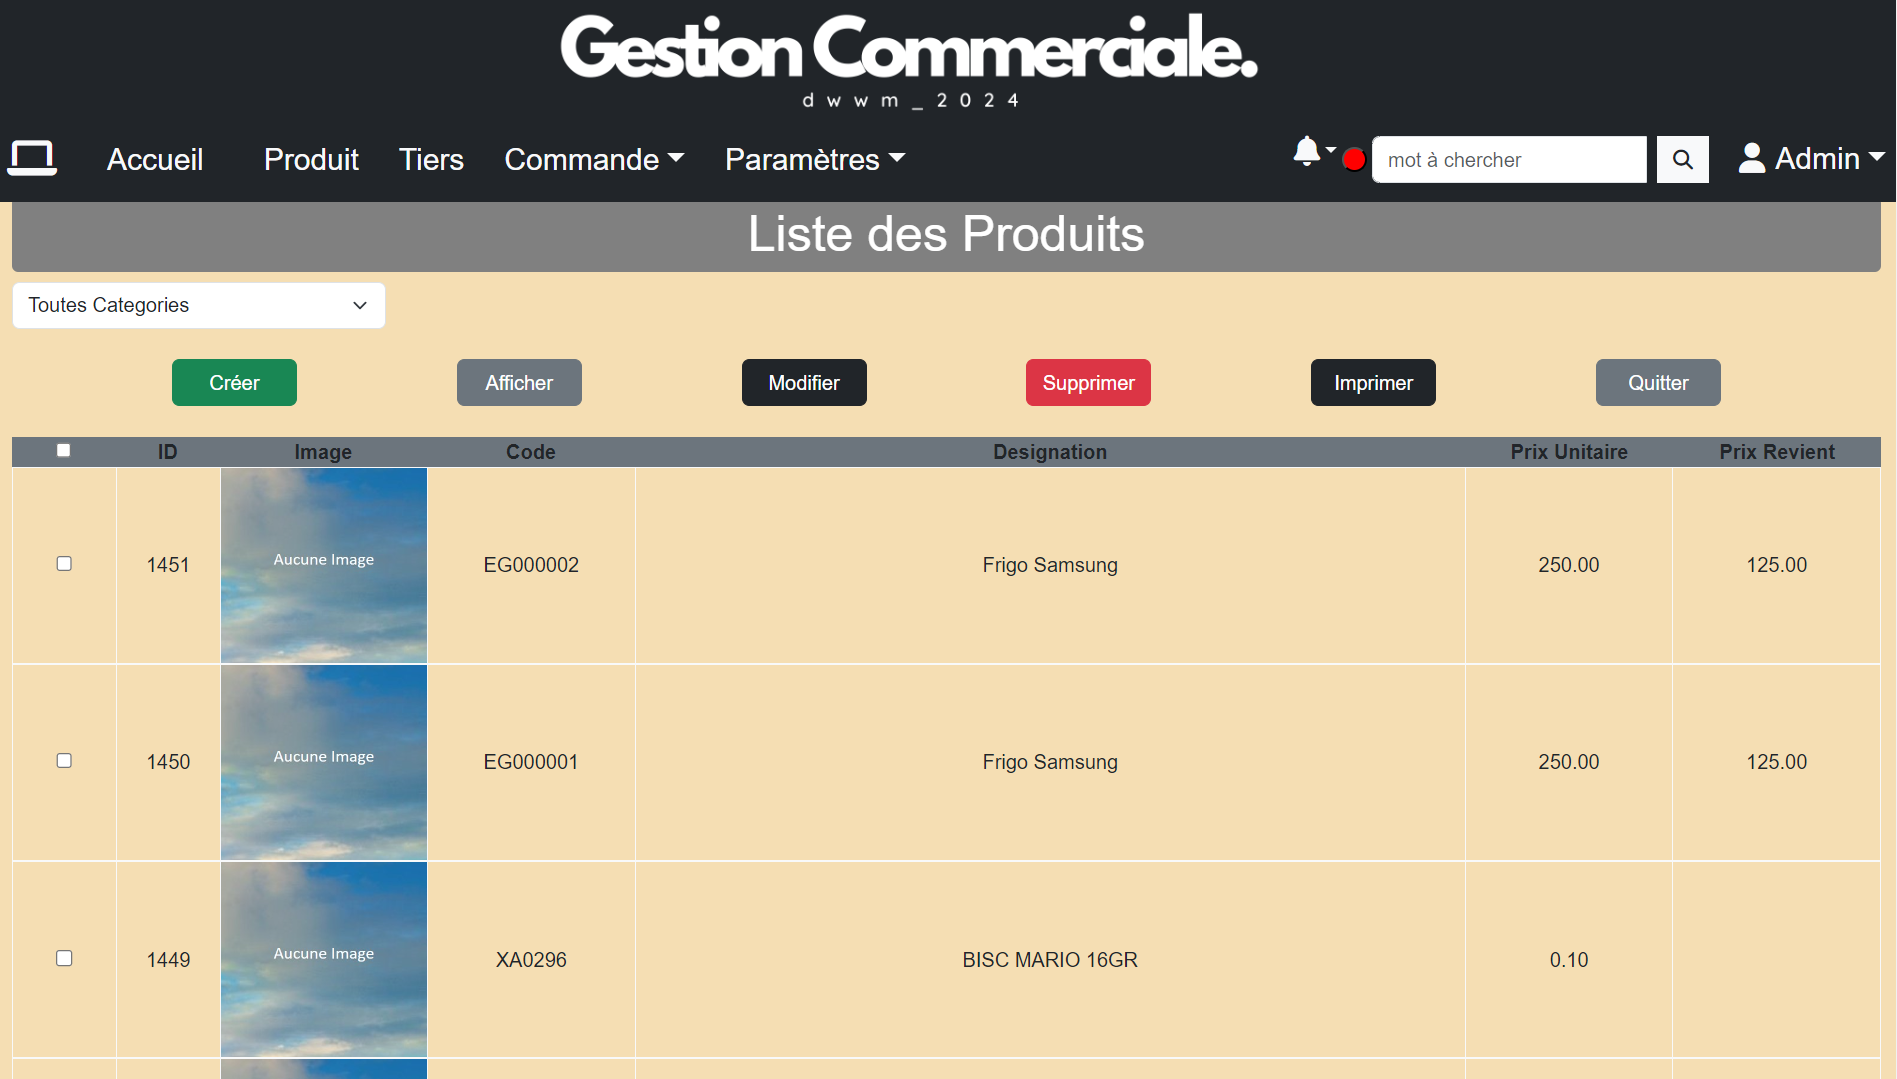 Gestion Commerciale.
dwwm_2024
Accueil Produit Tiers Commande Paramètres mot à chercher Admin
Liste des Produits
Toutes Categories
Créer Afficher Modifier Supprimer Imprimer Quitter
ID Image Code Designation Prix Unitaire Prix Revient
1451 Aucune Image EG000002 Frigo Samsung 250.00 125.00
1450 Aucune Image EG000001 Frigo Samsung 250.00 125.00
1449 Aucune Image XA0296 BISC MARIO 16GR 0.10